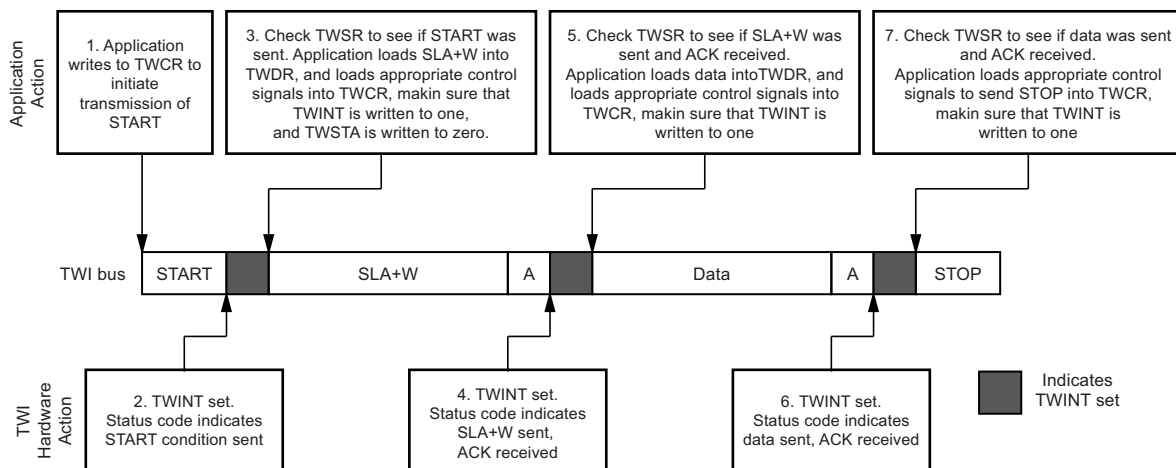 Application
Action
1. Application
writes to TWCR to
initiate
transmission of
START
3. Check TWSR to see if START was
sent. Application loads SLA+W into
TWDR, and loads appropriate control
signals into TWCR, makin sure that
TWINT is written to one,
and TWSTA is written to zero.
5. Check TWSR to see if SLA+W was
sent and ACK received.
Application loads data intoTWDR, and
loads appropriate control signals into
TWCR, makin sure that TWINT is
written to one
7. Check TWSR to see if data was sent
and ACK received.
Application loads appropriate control
signals to send STOP into TWCR,
makin sure that TWINT is
written to one
TWI bus
START
SLA+W
A
Data
A
STOP
TWI
Hardware
Action
2. TWINT set.
Status code indicates
START condition sent
4. TWINT set.
Status code indicates
SLA+W sent,
ACK received
6. TWINT set.
Status code indicates
data sent, ACK received
Indicates
TWINT set